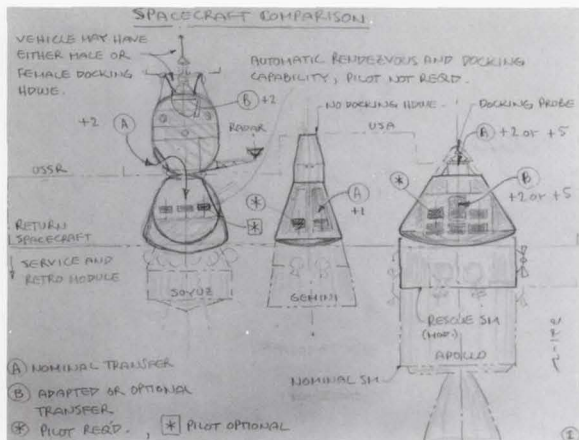 SPACECRAFT COMPARISON
VEHICLE MAY HAVE
EITHER MALE OR
FEMALE DOCKING
HDWE.
AUTOMATIC RENDEZVOUS AND DOCKING
CAPABILITY, PILOT NOT REQ'D.
B +2
+2 A
RADAR
NO DOCKING HDWE.
DOCKING PROBE
USA
A +2 or +5
USSR
*
A
+1
*
B
+2 or +5
*
RETURN
SPACECRAFT
SERVICE AND
RETRO MODULE
SOYUZ
GEMINI
RESCUE SM
(MOD.)
APOLLO
NOMINAL SM
A NOMINAL TRANSFER
B ADAPTED OR OPTIONAL
TRANSFER
* PILOT REQ'D. , * PILOT OPTIONAL